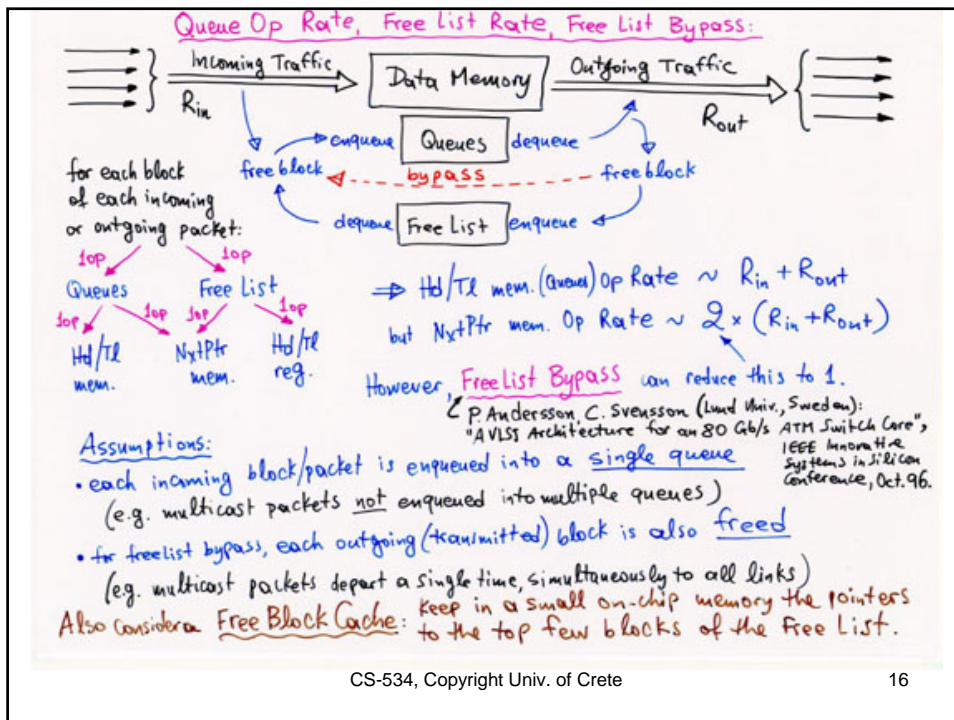 Queue Op Rate, Free List Rate, Free List Bypass:
Incoming Traffic
Rin
Data Memory
Outgoing Traffic
Rout
enqueue
Queues
dequeue
free block
bypass
free block
dequeue
Free List
enqueue
for each block
of each incoming
or outgoing packet:
1op 1op
Queues Free List
1op 1op 1op 1op
Hd/Tl mem.
NxtPtr mem.
Hd/Tl reg.
⇒ Hd/Tl mem. (Queues) Op Rate ~ Rin + Rout
but NxtPtr mem. Op Rate ~ 2 × (Rin + Rout)
However, Free List Bypass can reduce this to 1.
P. Andersson, C. Svensson (Lund Univ., Sweden):
"A VLSI Architecture for an 80 Gb/s ATM Switch Core",
IEEE Innovative
Systems in Silicon
Conference, Oct. 96.
Assumptions:
• each incoming block/packet is enqueued into a single queue
(e.g. multicast packets not enqueued into multiple queues)
• for freelist bypass, each outgoing (transmitted) block is also freed
(e.g. multicast packets depart a single time, simultaneously to all links)
Also consider a Free Block Cache: keep in a small on-chip memory the pointers
to the top few blocks of the Free List.
CS-534, Copyright Univ. of Crete
16